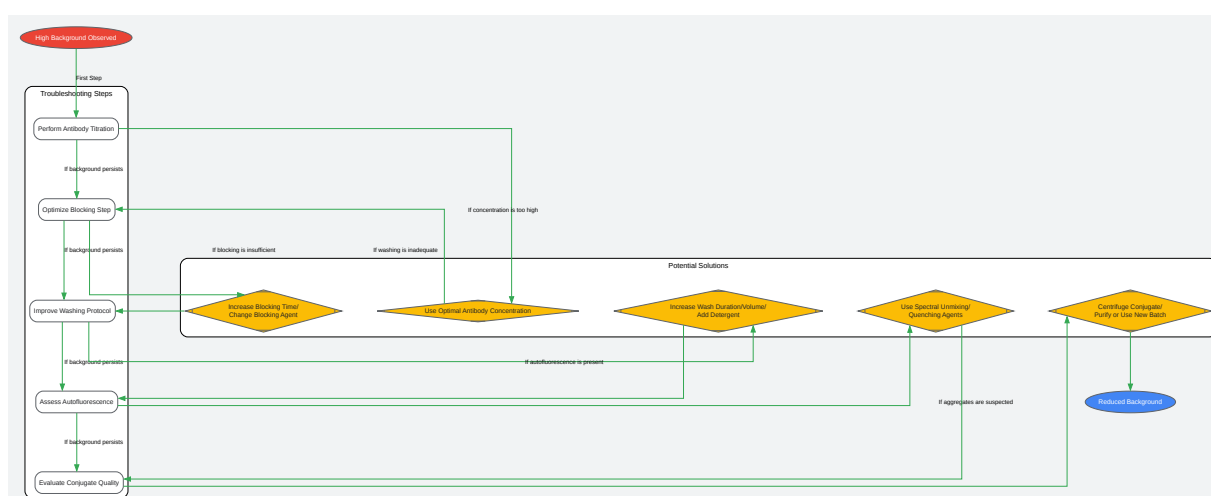 High Background Observed
First Step
Troubleshooting Steps
Perform Antibody Titration
If background persists
Optimize Blocking Step
If concentration is too high
If background persists
If blocking is insufficient
If washing is inadequate
Potential Solutions
Improve Washing Protocol
Increase Blocking Time/
Change Blocking Agent
Use Optimal Antibody Concentration
Increase Wash Duration/Volume/
Add Detergent
Use Spectral Unmixing/
Quenching Agents
Centrifuge Conjugate/
Purify or Use New Batch
If background persists
If autofluorescence is present
Assess Autofluorescence
If aggregates are suspected
Reduced Background
If background persists
Evaluate Conjugate Quality